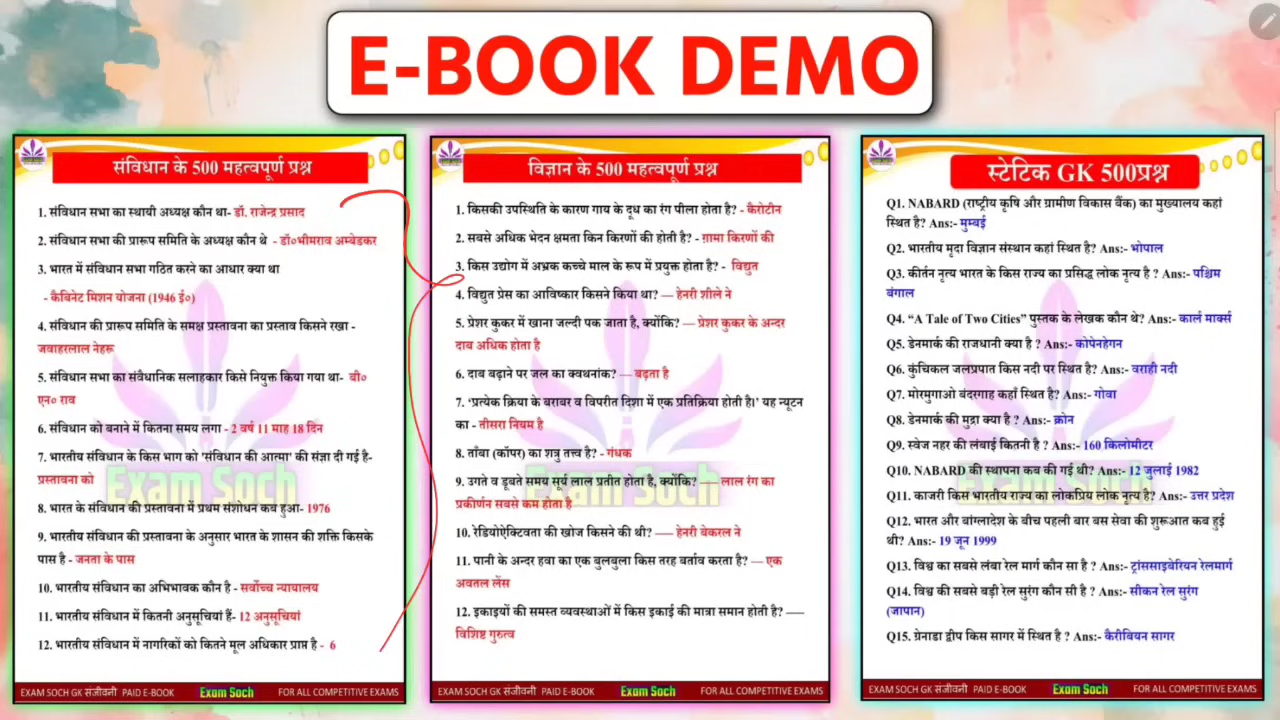 E-BOOK DEMO
संविधान के 500 महत्वपूर्ण प्रश्न
1. संविधान सभा का स्थायी अध्यक्ष कौन था- डॉ. राजेन्द्र प्रसाद
2. संविधान सभा की प्रारूप समिति के अध्यक्ष कौन थे - डॉ०भीमराव अम्बेडकर
3. भारत में संविधान सभा गठित करने का आधार क्या था
- कैबिनेट मिशन योजना (1946 ई०)
4. संविधान की प्रारूप समिति के समक्ष प्रस्तावना का प्रस्ताव किसने रखा -
जवाहरलाल नेहरू
5. संविधान सभा का संवैधानिक सलाहकार किसे नियुक्त किया गया था- बी०
एन० राव
6. संविधान को बनाने में कितना समय लगा - 2 वर्ष 11 माह 18 दिन
7. भारतीय संविधान के किस भाग को 'संविधान की आत्मा' की संज्ञा दी गई है-
प्रस्तावना को
8. भारत के संविधान की प्रस्तावना में प्रथम संशोधन कब हुआ- 1976
9. भारतीय संविधान की प्रस्तावना के अनुसार भारत के शासन की शक्ति किसके
पास है - जनता के पास
10. भारतीय संविधान का अभिभावक कौन है - सर्वोच्च न्यायालय
11. भारतीय संविधान में कितनी अनुसूचियां हैं- 12 अनुसूचियां
12. भारतीय संविधान में नागरिकों को कितने मूल अधिकार प्राप्त है - 6
Exam Soch
EXAM SOCH GK संजीवनी PAID E-BOOK Exam Soch FOR ALL COMPETITIVE EXAMS
विज्ञान के 500 महत्वपूर्ण प्रश्न
1. किसकी उपस्थिति के कारण गाय के दूध का रंग पीला होता है? - कैरोटीन
2. सबसे अधिक भेदन क्षमता किन किरणों की होती है? - ग़ामा किरणों की
3. किस उद्योग में अभ्रक कच्चे माल के रूप में प्रयुक्त होता है? - विद्युत
4. विद्युत प्रेस का आविष्कार किसने किया था? — हेनरी शीले ने
5. प्रेशर कुकर में खाना जल्दी पक जाता है, क्योंकि? — प्रेशर कुकर के अन्दर
दाब अधिक होता है
6. दाब बढ़ाने पर जल का क्वथनांक? — बढ़ता है
7. ‘प्रत्येक क्रिया के बराबर व विपरीत दिशा में एक प्रतिक्रिया होती है।’ यह न्यूटन
का - तीसरा नियम है
8. ताँबा (कॉपर) का शत्रु तत्त्व है? - गंधक
9. उगते व डूबते समय सूर्य लाल प्रतीत होता है, क्योंकि? — लाल रंग का
प्रकीर्णन सबसे कम होता है
10. रेडियोऐक्टिवता की खोज किसने की थी? — हेनरी बेकरल ने
11. पानी के अन्दर हवा का एक बुलबुला किस तरह बर्ताव करता है? — एक
अवतल लेंस
12. इकाइयों की समस्त व्यवस्थाओं में किस इकाई की मात्रा समान होती है? —
विशिष्ट गुरुत्व
Exam Soch
EXAM SOCH GK संजीवनी PAID E-BOOK Exam Soch FOR ALL COMPETITIVE EXAMS
स्टेटिक GK 500प्रश्न
Q1. NABARD (राष्ट्रीय कृषि और ग्रामीण विकास बैंक) का मुख्यालय कहां
स्थित है? Ans:- मुम्बई
Q2. भारतीय मृदा विज्ञान संस्थान कहां स्थित है? Ans:- भोपाल
Q3. कीर्तन नृत्य भारत के किस राज्य का प्रसिद्ध लोक नृत्य है ? Ans:- पश्चिम
बंगाल
Q4. “A Tale of Two Cities” पुस्तक के लेखक कौन थे? Ans:- कार्ल मार्क्स
Q5. डेनमार्क की राजधानी क्या है ? Ans:- कोपेनहेगन
Q6. कुंचिकल जलप्रपात किस नदी पर स्थित है? Ans:- वराही नदी
Q7. मोरमुगाओ बंदरगाह कहाँ स्थित है? Ans:- गोवा
Q8. डेनमार्क की मुद्रा क्या है ? Ans:- क्रोन
Q9. स्वेज नहर की लंबाई कितनी है ? Ans:- 160 किलोमीटर
Q10. NABARD की स्थापना कब की गई थी? Ans:- 12 जुलाई 1982
Q11. काजरी किस भारतीय राज्य का लोकप्रिय लोक नृत्य है? Ans:- उत्तर प्रदेश
Q12. भारत और बांग्लादेश के बीच पहली बार बस सेवा की शुरूआत कब हुई
थी? Ans:- 19 जून 1999
Q13. विश्व का सबसे लंबा रेल मार्ग कौन सा है ? Ans:- ट्रांससाइबेरियन रेलमार्ग
Q14. विश्व की सबसे बड़ी रेल सुरंग कौन सी है ? Ans:- सीकन रेल सुरंग
(जापान)
Q15. ग्रेनाडा द्वीप किस सागर में स्थित है ? Ans:- कैरीबियन सागर
Exam Soch
EXAM SOCH GK संजीवनी PAID E-BOOK Exam Soch FOR ALL COMPETITIVE EXAMS